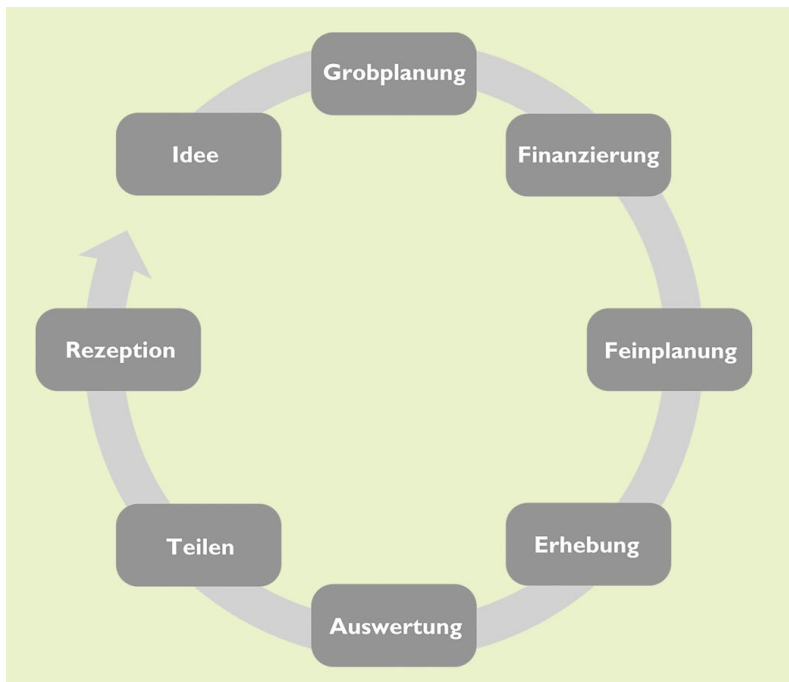 Idee
Grobplanung
Finanzierung
Feinplanung
Erhebung
Auswertung
Teilen
Rezeption